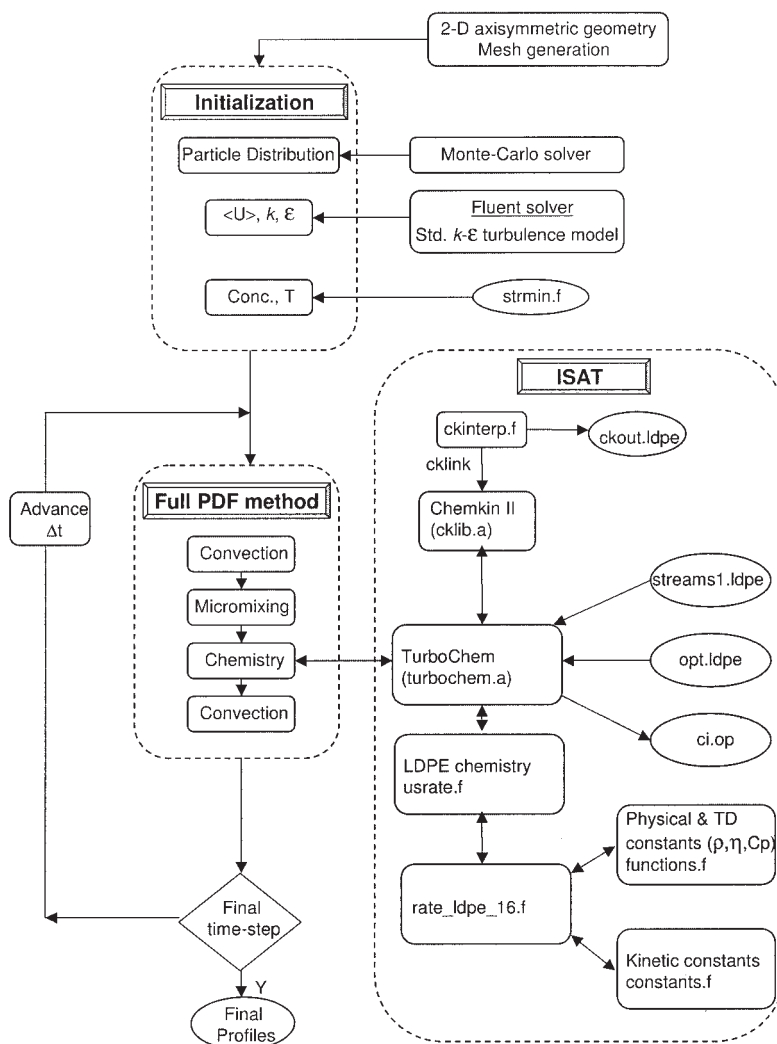 2-D axisymmetric geometry
Mesh generation
Initialization
Particle Distribution
Monte-Carlo solver
<U>, k, ε
Fluent solver
Std. k-ε turbulence model
Conc., T
strmin.f
ISAT
ckinterp.f
ckout.ldpe
cklink
Chemkin II
(cklib.a)
Advance
Δt
Full PDF method
Convection
Micromixing
Chemistry
Convection
streams1.ldpe
TurboChem
(turbochem.a)
opt.ldpe
ci.op
LDPE chemistry
usrate.f
Physical & TD
constants (ρ,η,Cp)
functions.f
rate_ldpe_16.f
Kinetic constants
constants.f
Final
time-step
Y
Final
Profiles